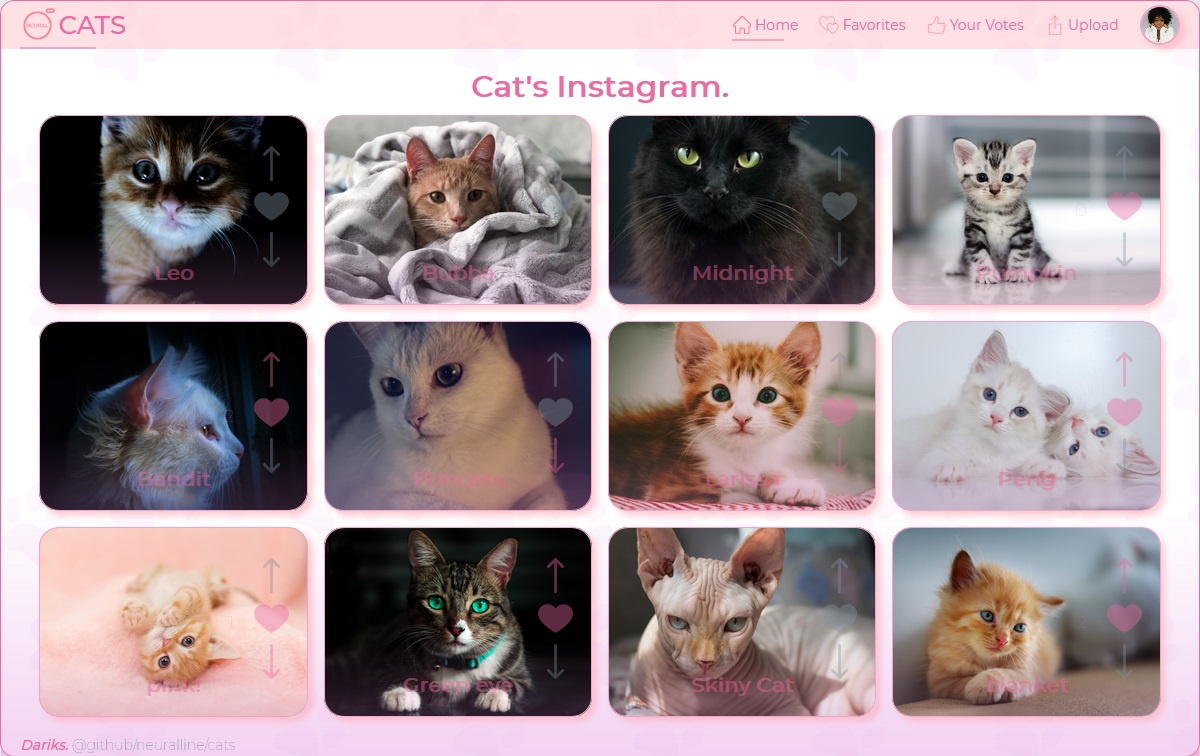 NEURAL
CATS
Home
Favorites
Your Votes
Upload
Cat's Instagram.
Leo
Bubba
Midnight
Pumpkin
Bandit
Princess
Peng
pink!
Green eye
Skiny Cat
Blanket
Dariks. @github/neuralline/cats